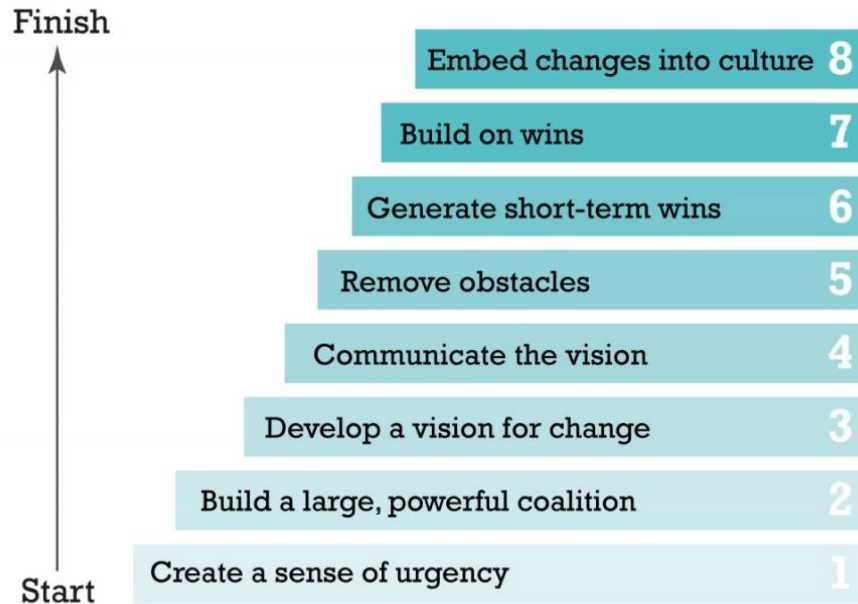 Finish
Embed changes into culture 8
Build on wins 7
Generate short-term wins 6
Remove obstacles 5
Communicate the vision 4
Develop a vision for change 3
Build a large, powerful coalition 2
Create a sense of urgency 1
Start